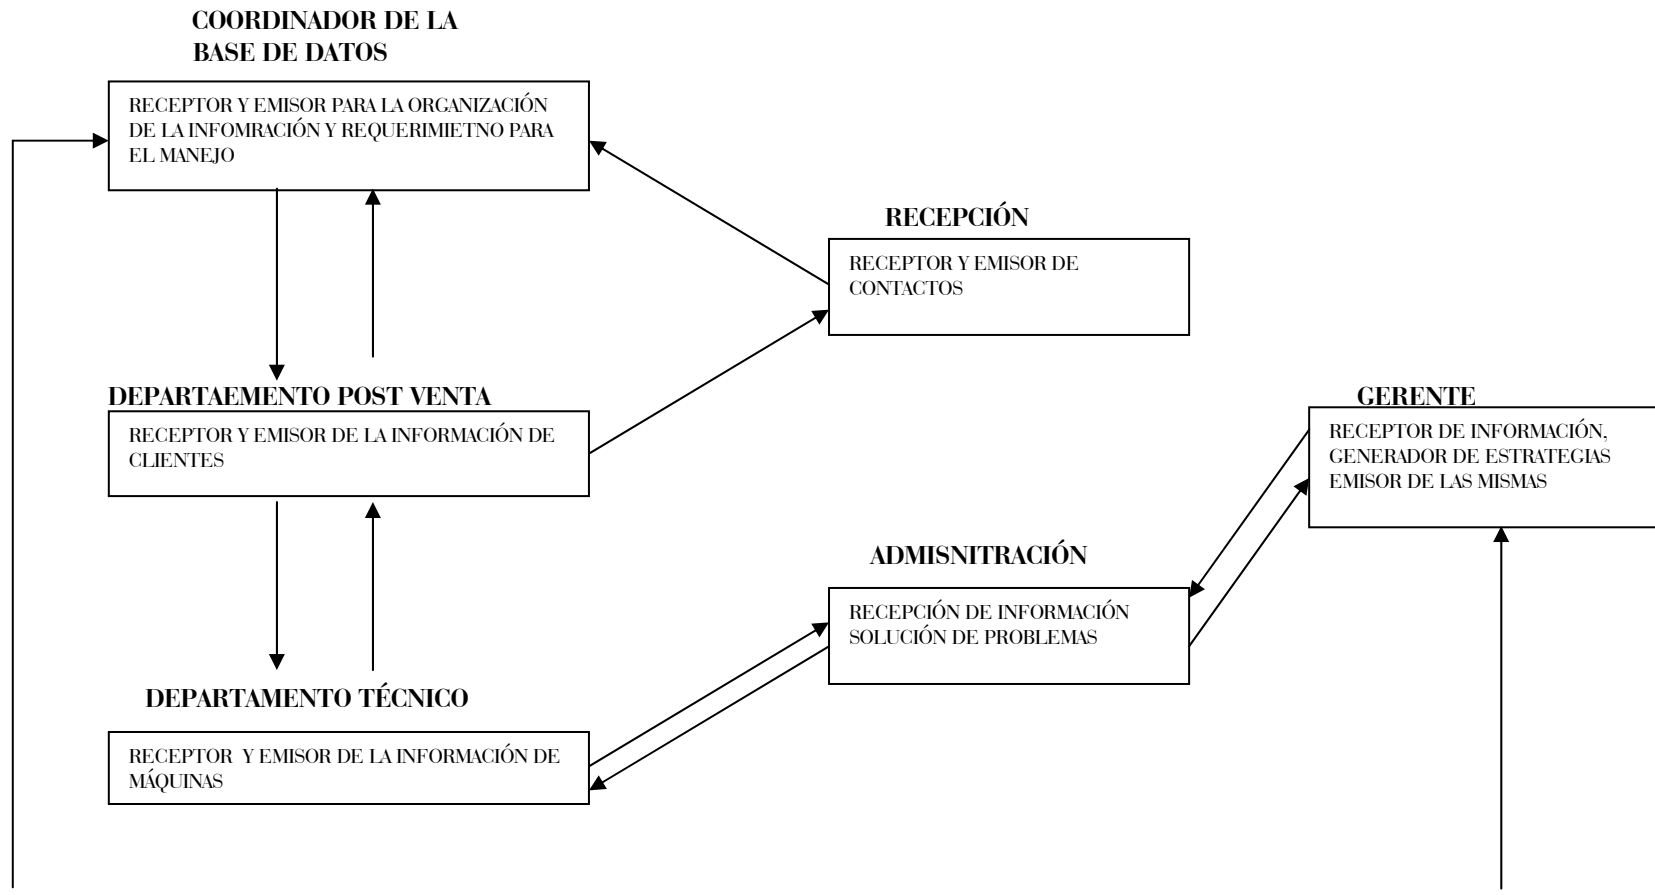 COORDINADOR DE LA
BASE DE DATOS
RECEPTOR Y EMISOR PARA LA ORGANIZACIÓN
DE LA INFOMRACIÓN Y REQUERIMIETNO PARA
EL MANEJO
RECEPCIÓN
RECEPTOR Y EMISOR DE
CONTACTOS
DEPARTAEMENTO POST VENTA
RECEPTOR Y EMISOR DE LA INFORMACIÓN DE
CLIENTES
GERENTE
RECEPTOR DE INFORMACIÓN,
GENERADOR DE ESTRATEGIAS
EMISOR DE LAS MISMAS
ADMISNITRACIÓN
RECEPCIÓN DE INFORMACIÓN
SOLUCIÓN DE PROBLEMAS
DEPARTAMENTO TÉCNICO
RECEPTOR Y EMISOR DE LA INFORMACIÓN DE
MÁQUINAS